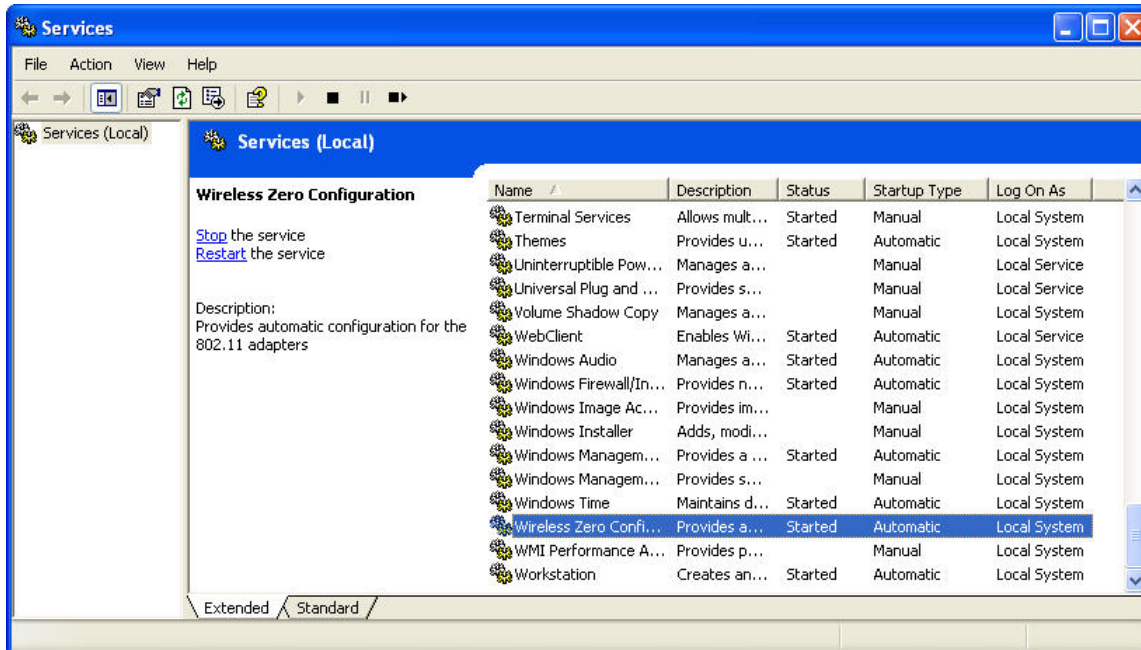 Services
File Action View Help
Services (Local)
Services (Local)
Wireless Zero Configuration
Stop the service
Restart the service
Description:
Provides automatic configuration for the
802.11 adapters
Name Description Status Startup Type Log On As
Terminal Services Allows mult... Started Manual Local System
Themes Provides u... Started Automatic Local System
Uninterruptible Pow... Manages a... Manual Local Service
Universal Plug and ... Provides s... Manual Local Service
Volume Shadow Copy Manages a... Manual Local System
WebClient Enables Wi... Started Automatic Local Service
Windows Audio Manages a... Started Automatic Local System
Windows Firewall/In... Provides n... Started Automatic Local System
Windows Image Ac... Provides im... Manual Local System
Windows Installer Adds, modi... Manual Local System
Windows Managem... Provides a ... Started Automatic Local System
Windows Managem... Provides s... Manual Local System
Windows Time Maintains d... Started Automatic Local System
Wireless Zero Confi... Provides a... Started Automatic Local System
WMI Performance A... Provides p... Manual Local System
Workstation Creates an... Started Automatic Local System
Extended Standard